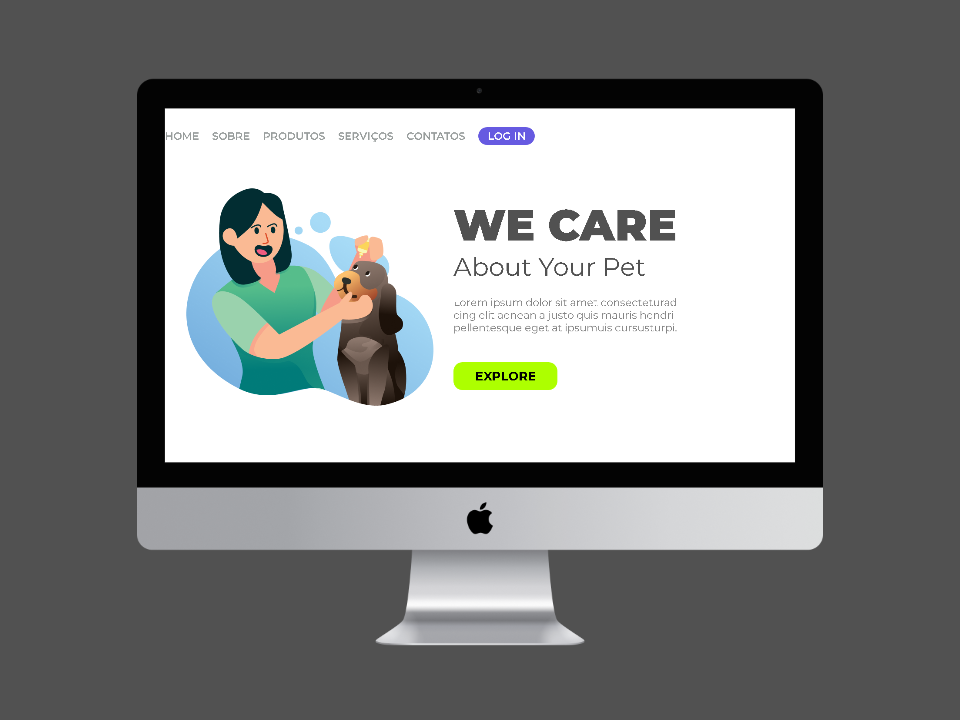 HOME SOBRE PRODUTOS SERVIÇOS CONTATOS LOG IN
WE CARE
About Your Pet
Lorem ipsum dolor sit amet consecteturad
cing elit aenean a justo quis mauris hendri
pellentesque eget at ipsumuis cursusturpi.
EXPLORE